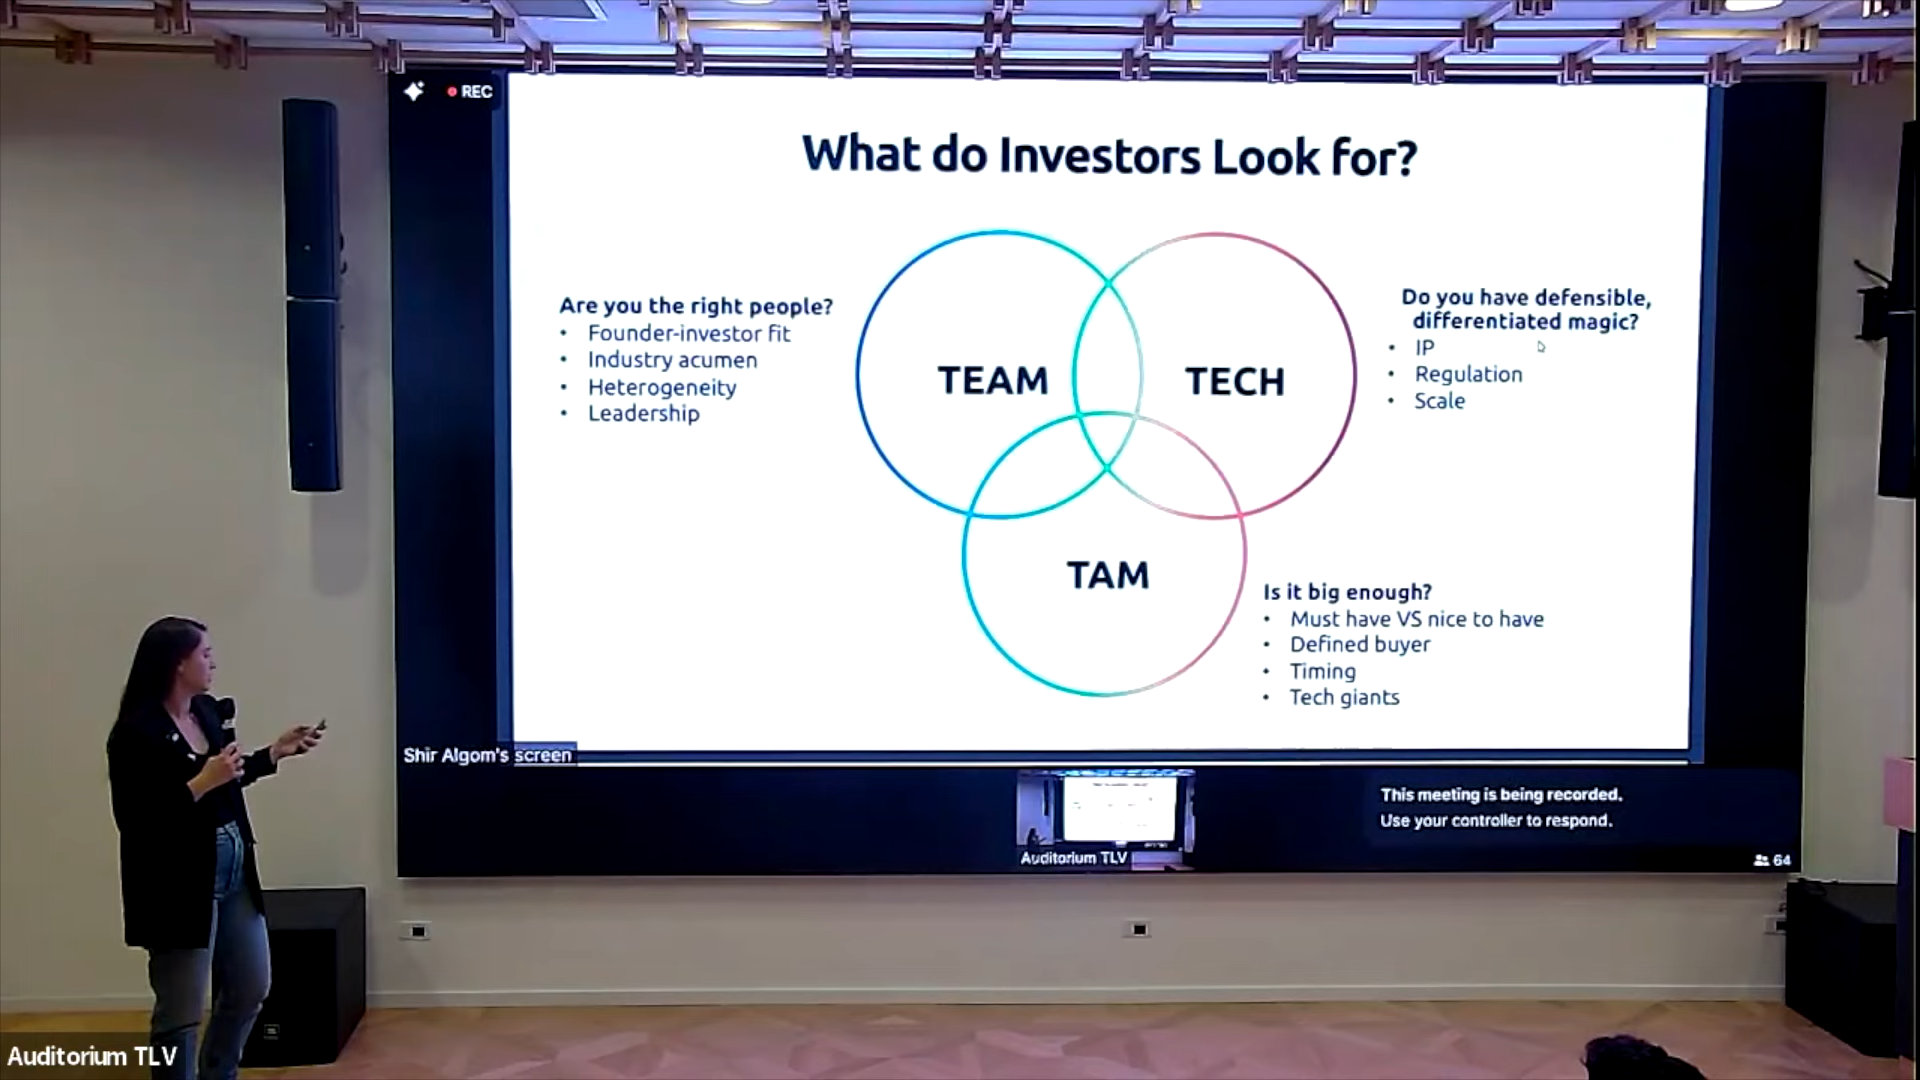 REC
What do Investors Look for?
Are you the right people?
• Founder-investor fit
• Industry acumen
• Heterogeneity
• Leadership
TEAM
TECH
Do you have defensible,
differentiated magic?
• IP
• Regulation
• Scale
TAM
Is it big enough?
• Must have VS nice to have
• Defined buyer
• Timing
• Tech giants
Shir Algom's screen
This meeting is being recorded.
Use your controller to respond.
Auditorium TLV
64
Auditorium TLV